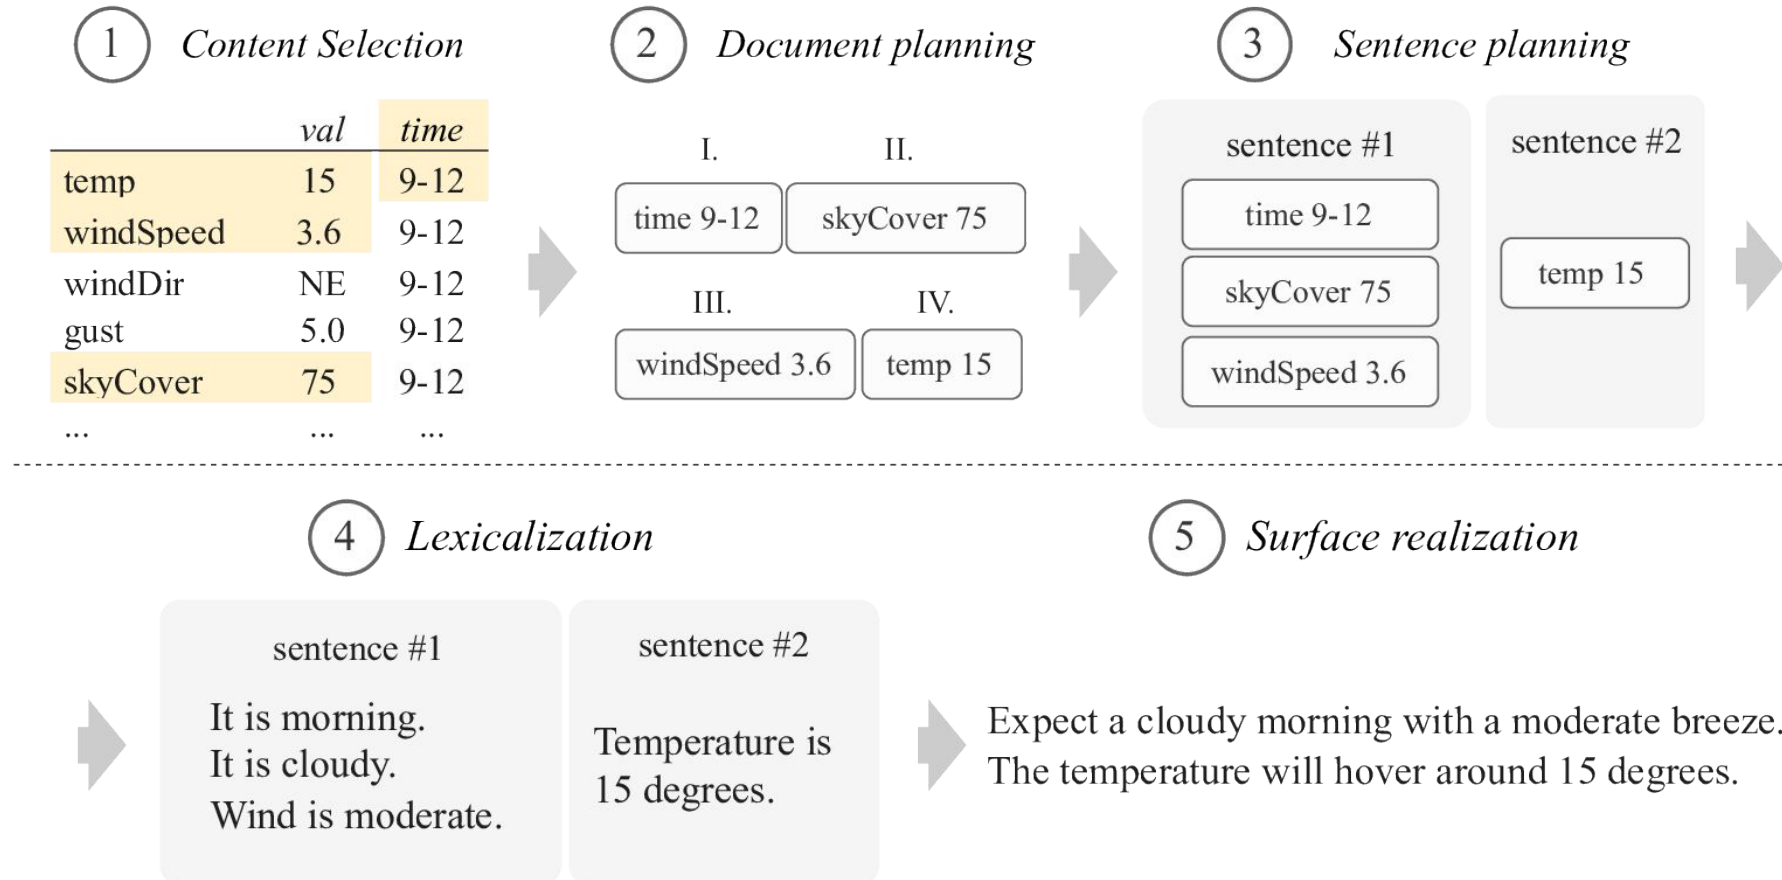 1 Content Selection
val time
temp 15 9-12
windSpeed 3.6 9-12
windDir NE 9-12
gust 5.0 9-12
skyCover 75 9-12
... ... ...
2 Document planning
I. II.
time 9-12 skyCover 75
III. IV.
windSpeed 3.6 temp 15
3 Sentence planning
sentence #1
time 9-12
skyCover 75
windSpeed 3.6
sentence #2
temp 15
4 Lexicalization
sentence #1
It is morning.
It is cloudy.
Wind is moderate.
sentence #2
Temperature is
15 degrees.
5 Surface realization
Expect a cloudy morning with a moderate breeze.
The temperature will hover around 15 degrees.